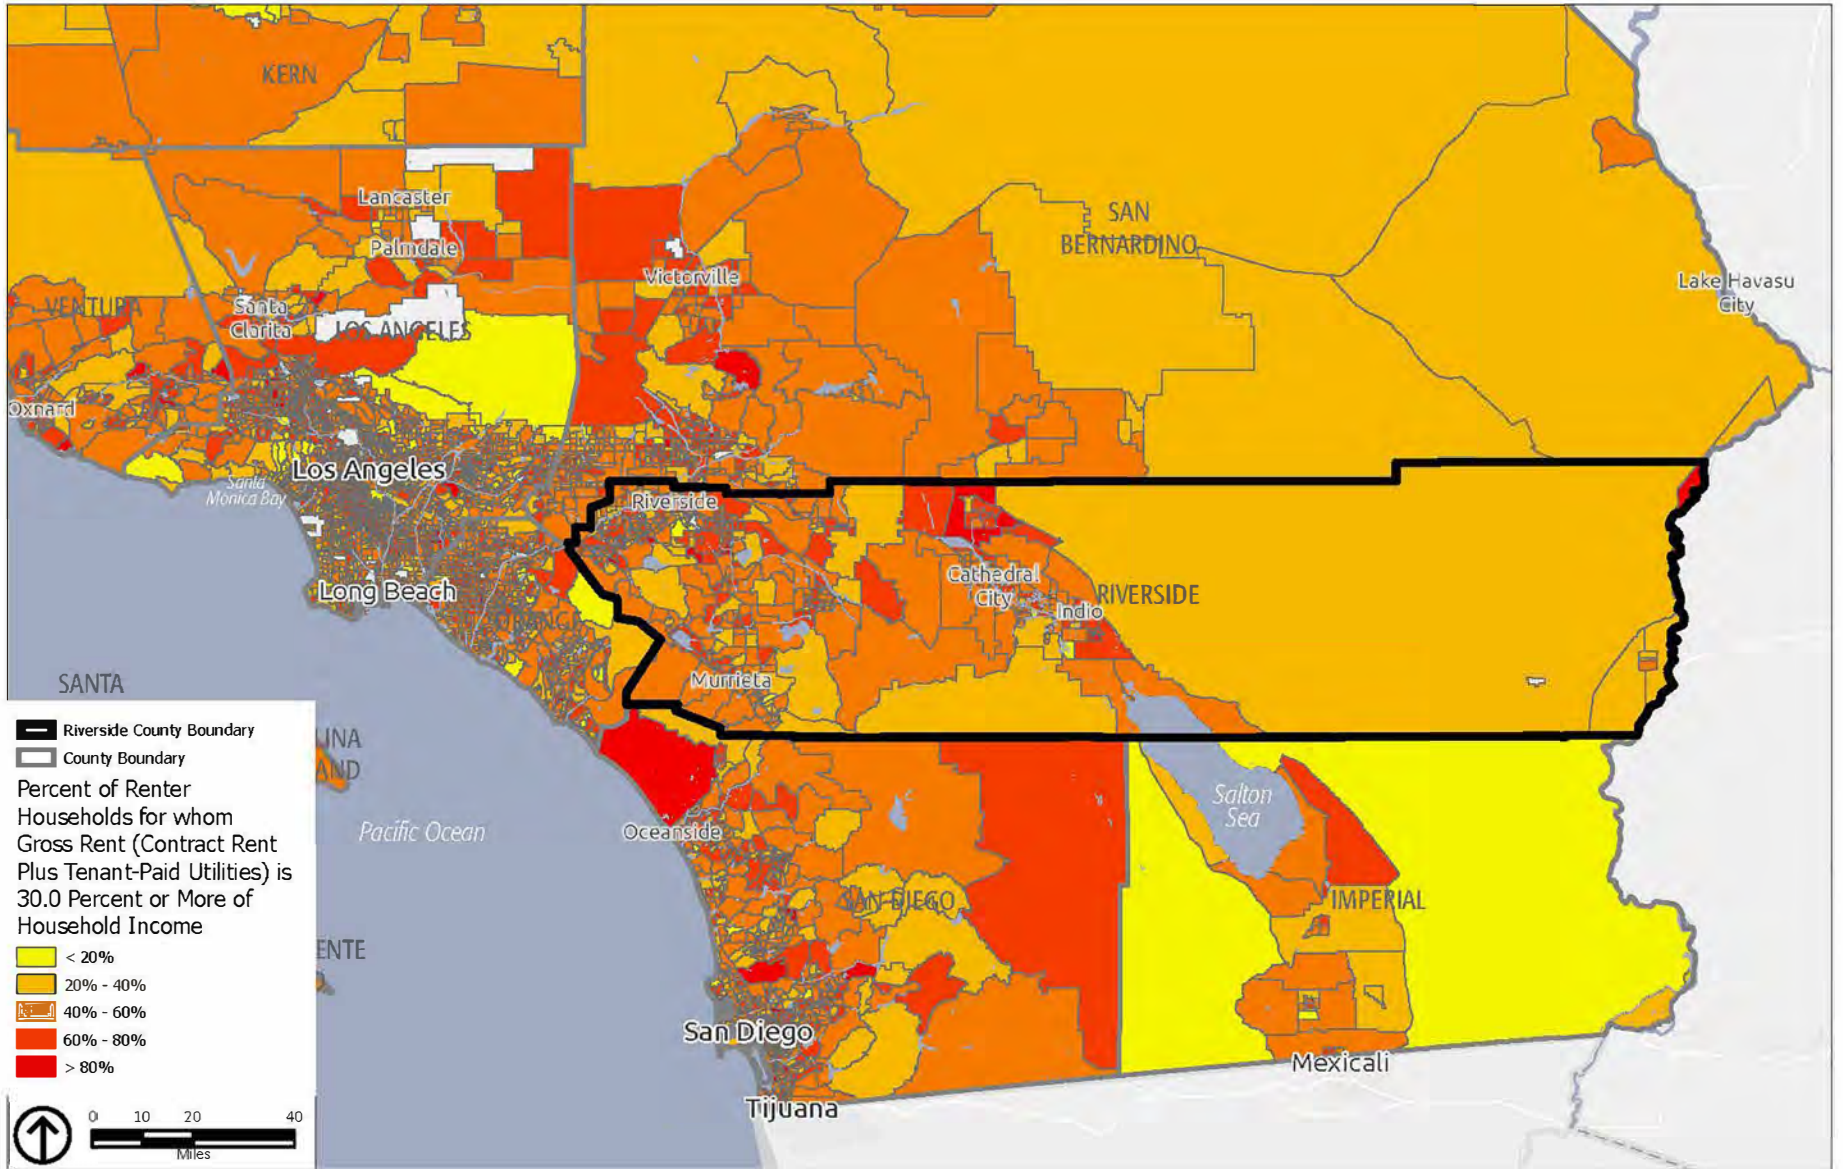 KERN
Lancaster
Palmdale
SAN
BERNARDINO
Victorville
Lake Havasu
City
VENTURA
Santa
Clarita
LOS ANGELES
Oxnard
Los Angeles
Santa
Monica Bay
Riverside
Long Beach
Cathedral
City
RIVERSIDE
Indio
ORANGE
Murrieta
SANTA
LINA
AND
Pacific Ocean
Oceanside
Salton
Sea
SAN DIEGO
IMPERIAL
ENTE
San Diego
Mexicali
Tijuana
Riverside County Boundary
County Boundary
Percent of Renter
Households for whom
Gross Rent (Contract Rent
Plus Tenant-Paid Utilities) is
30.0 Percent or More of
Household Income
< 20%
20% - 40%
40% - 60%
60% - 80%
> 80%
0 10 20 40
Miles